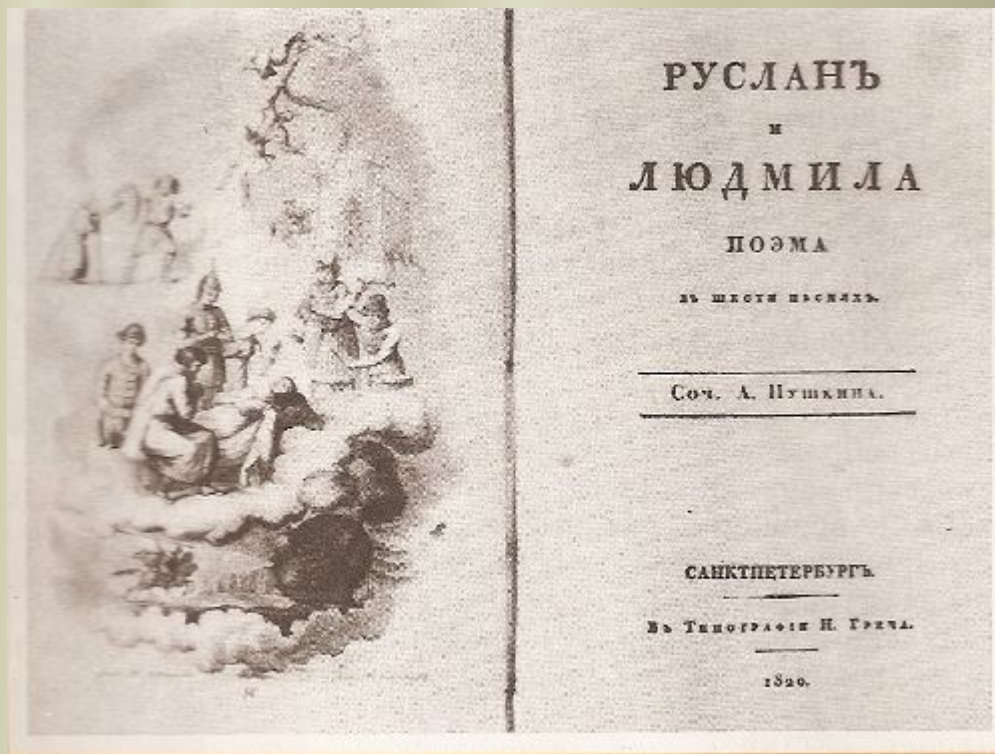 РУСЛАНЪ
и
ЛЮДМИЛА
ПОЭМА
въ шести пѣсняхъ.
Соч. А. Пушкина.
САНКТПЕТЕРБУРГЪ.
Въ Типографіи Н. Греча.
1820.